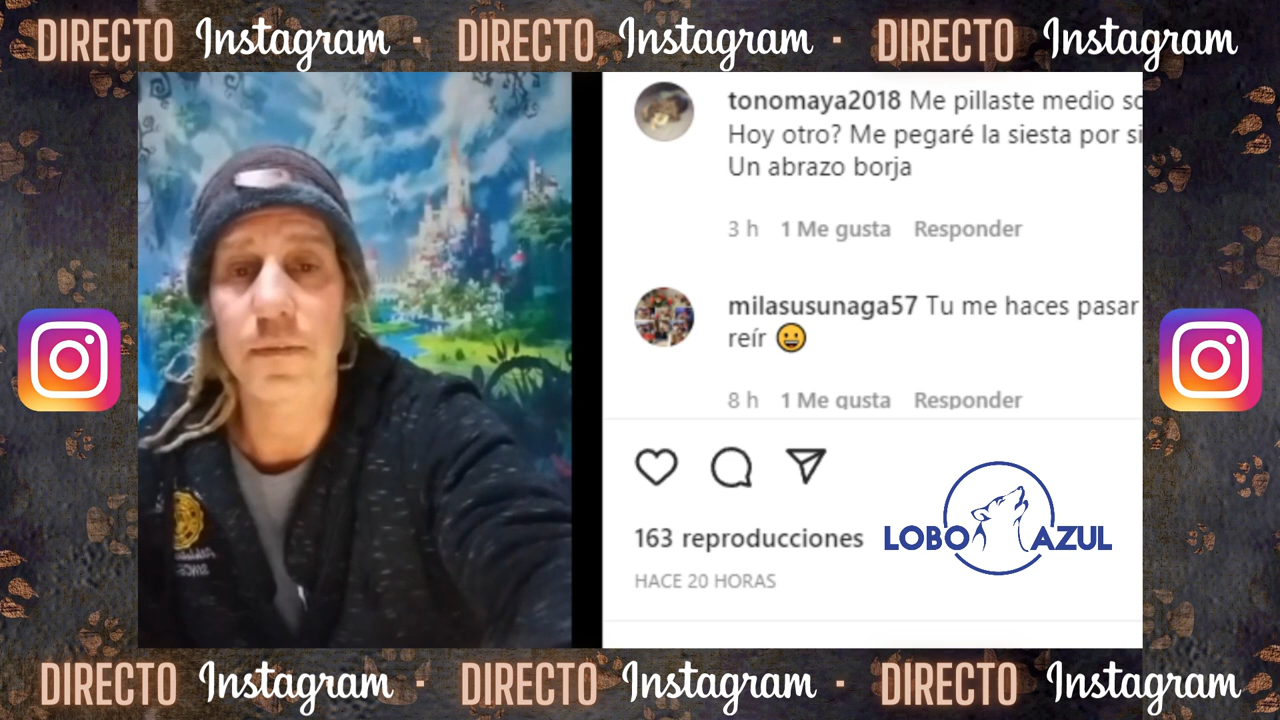 DIRECTO Instagram · DIRECTO Instagram · DIRECTO Instagram
tonomaya2018 Me pillaste medio
Hoy otro? Me pegaré la siesta por
Un abrazo borja
3 h 1 Me gusta Responder
milasusunaga57 Tu me haces pasar
reír 😀
8 h 1 Me gusta Responder
163 reproducciones
LOBO AZUL
HACE 20 HORAS
DIRECTO Instagram · DIRECTO Instagram · DIRECTO Instagram